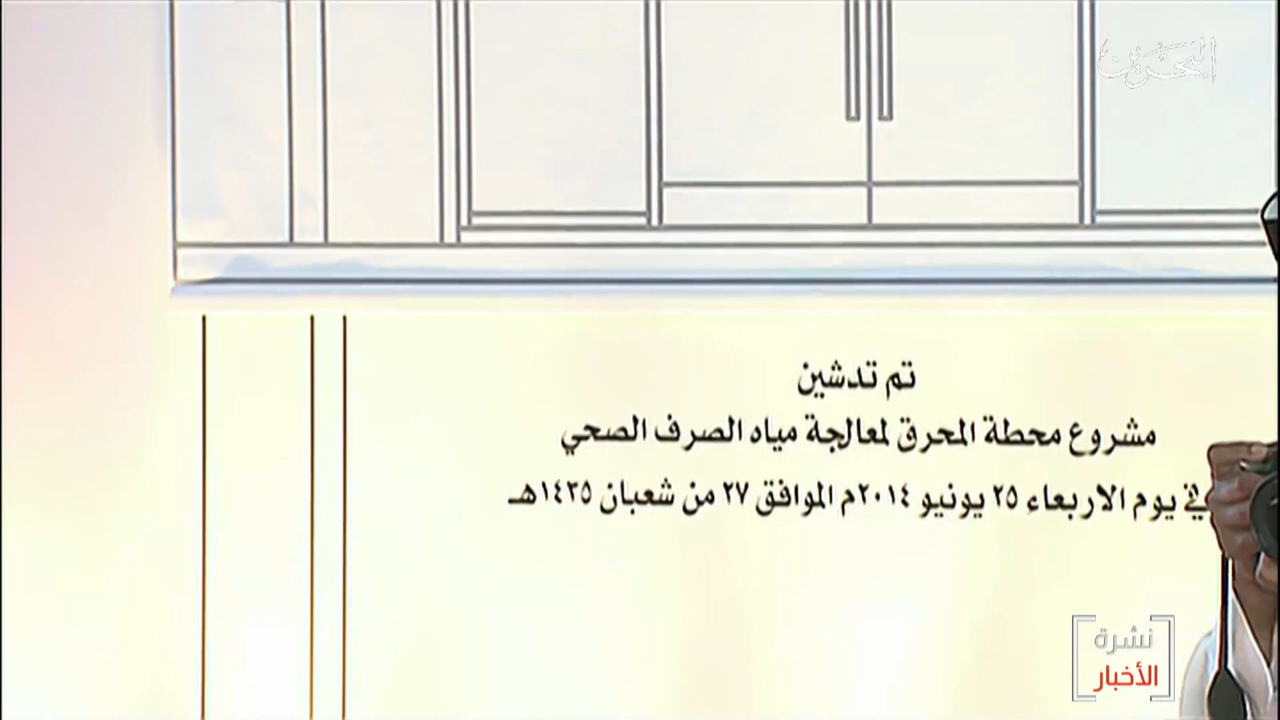 البحرين
تم تدشين
مشروع محطة المحرق لمعالجة مياه الصرف الصحي
في يوم الاربعاء ٢٥ يونيو ٢٠١٤م الموافق ٢٧ من شعبان ١٤٣٥هـ
نشرة
الأخبار